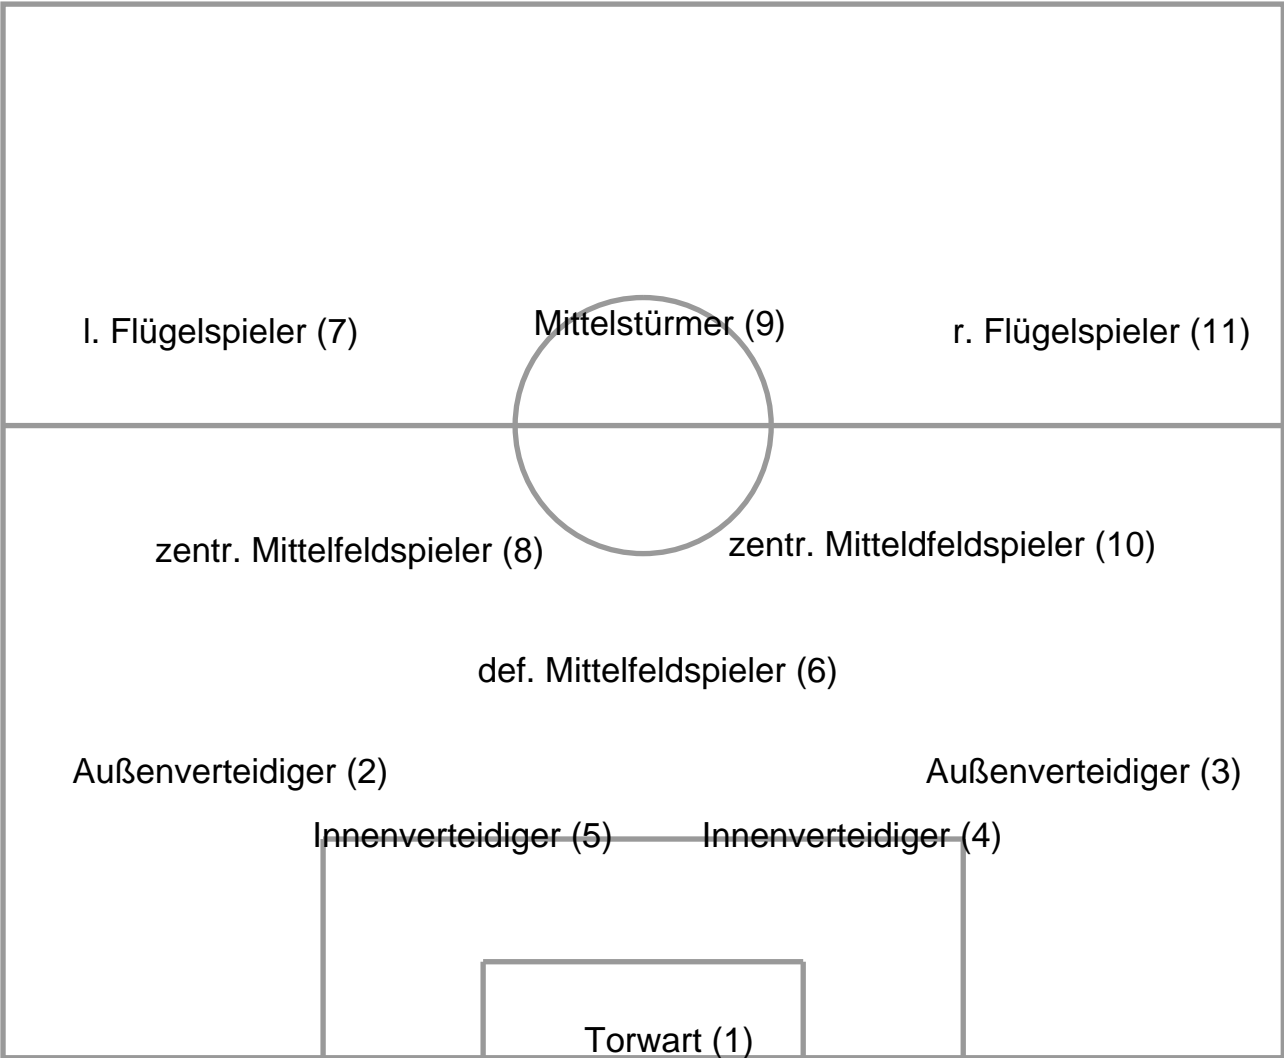 l. Flügelspieler (7)
Mittelstürmer (9)
r. Flügelspieler (11)
zentr. Mittelfeldspieler (8)
zentr. Mitteldfeldspieler (10)
def. Mittelfeldspieler (6)
Außenverteidiger (2)
Außenverteidiger (3)
Innenverteidiger (5)
Innenverteidiger (4)
Torwart (1)